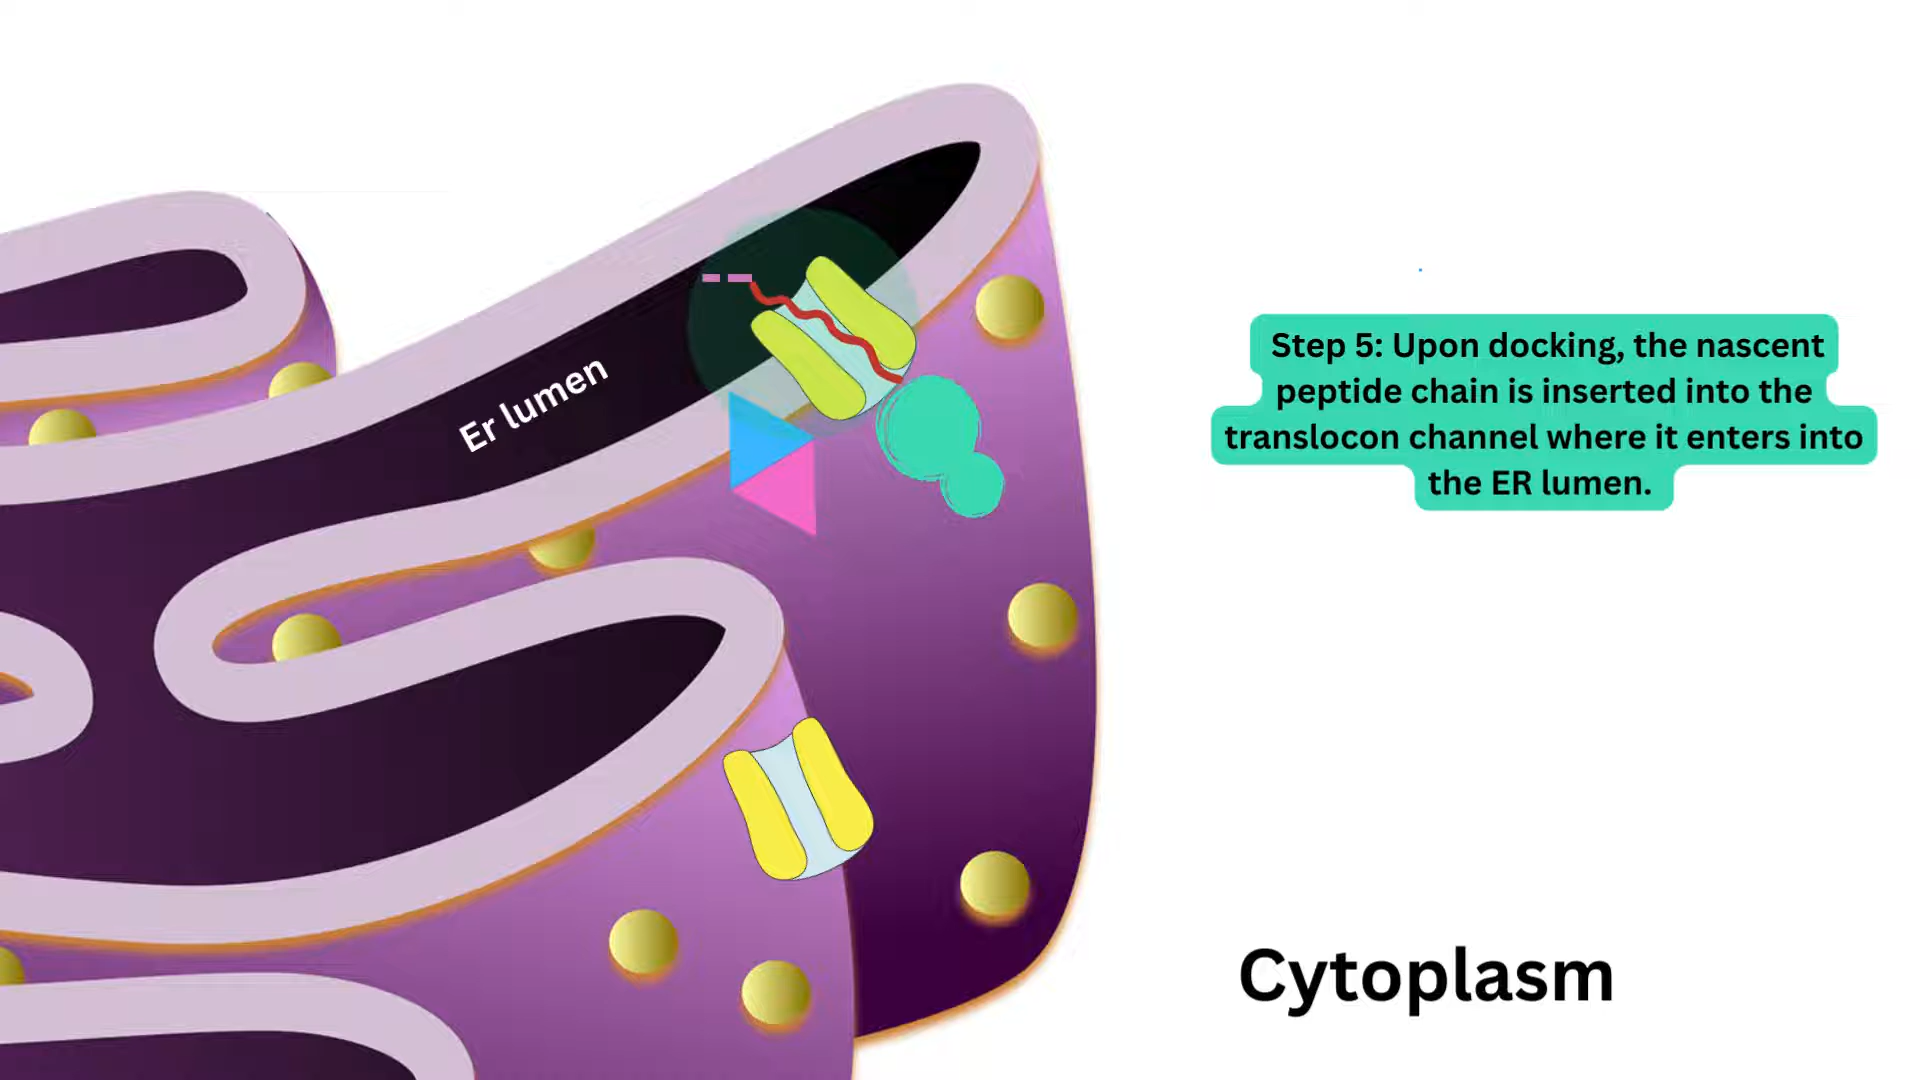 Er lumen
Step 5: Upon docking, the nascent
peptide chain is inserted into the
translocon channel where it enters into
the ER lumen.
Cytoplasm